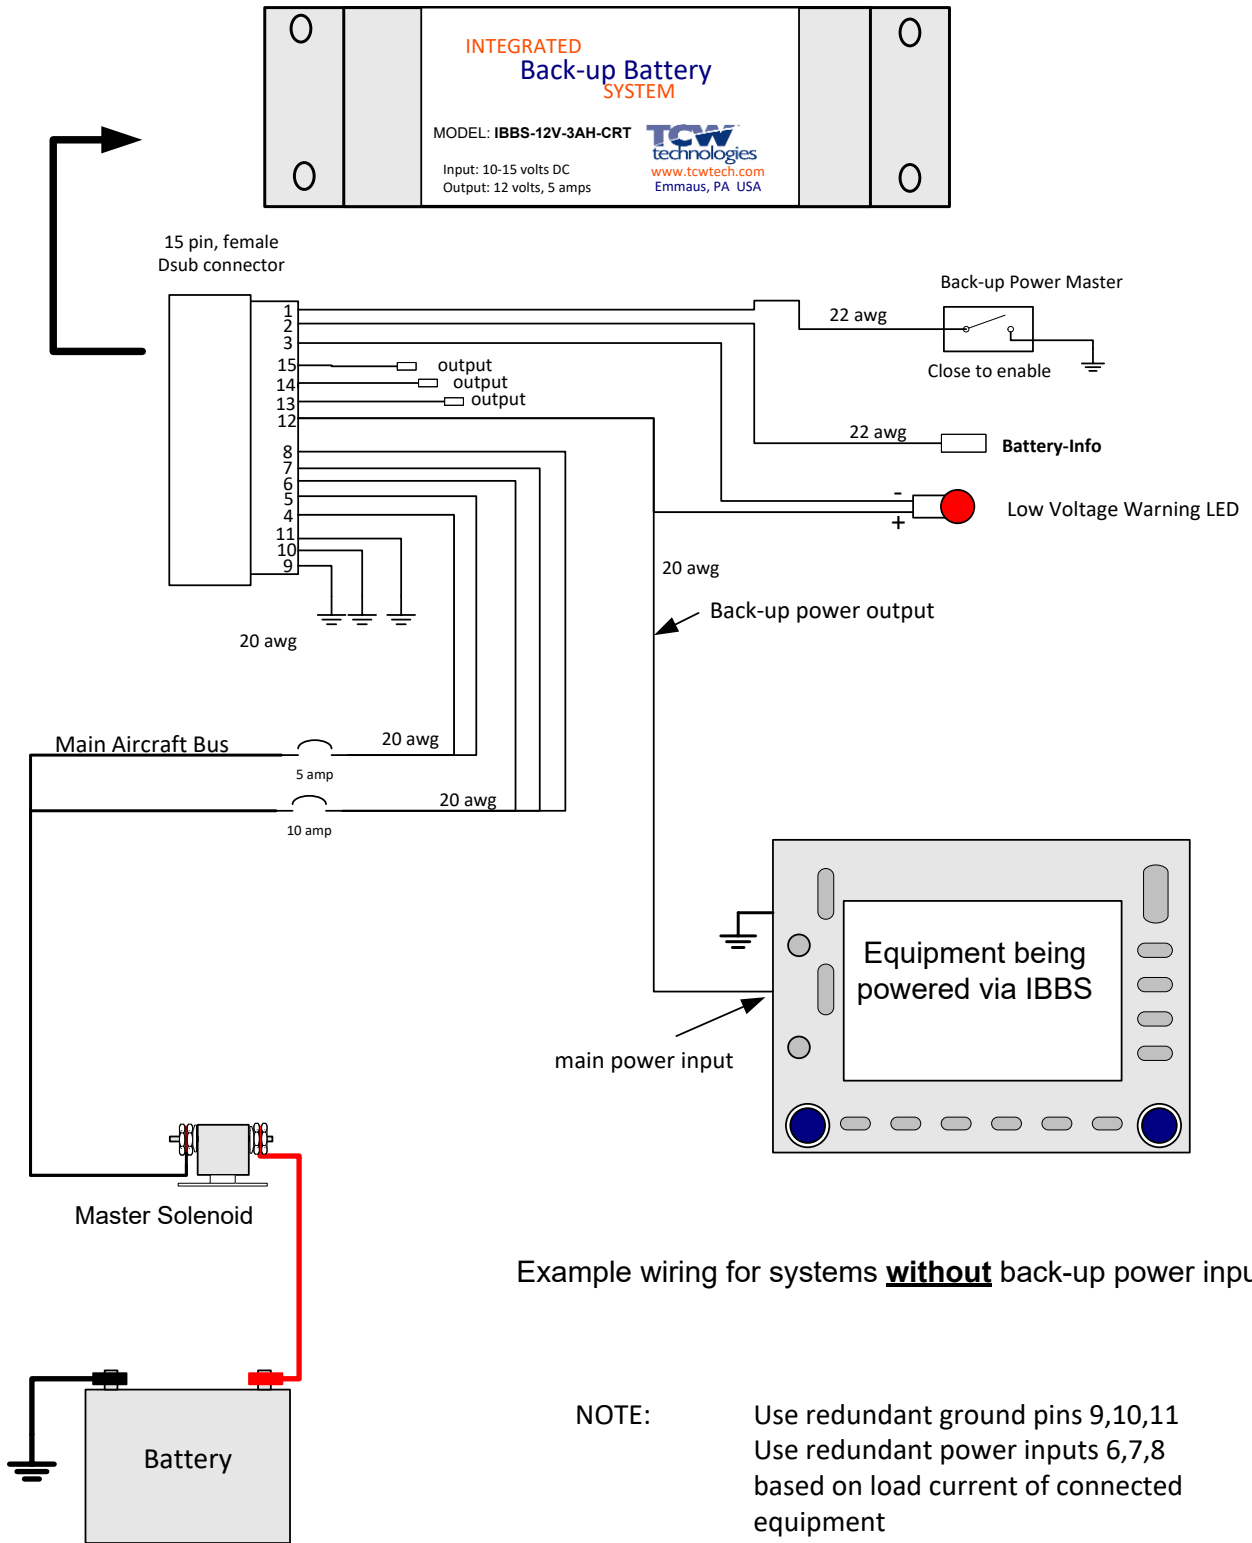 INTEGRATED
Back-up Battery
SYSTEM
MODEL: IBBS-12V-3AH-CRT
TCW
technologies
www.tcwtech.com
Emmaus, PA USA
Input: 10-15 volts DC
Output: 12 volts, 5 amps
15 pin, female
Dsub connector
1
2
3
15
14
13
12
8
7
6
5
4
11
10
9
output
output
output
Back-up Power Master
22 awg
Close to enable
22 awg
Battery-Info
-
+
Low Voltage Warning LED
20 awg
Back-up power output
20 awg
Main Aircraft Bus
20 awg
5 amp
20 awg
10 amp
Equipment being
powered via IBBS
main power input
Master Solenoid
Example wiring for systems without back-up power inpu
Battery
NOTE:
Use redundant ground pins 9,10,11
Use redundant power inputs 6,7,8
based on load current of connected
equipment